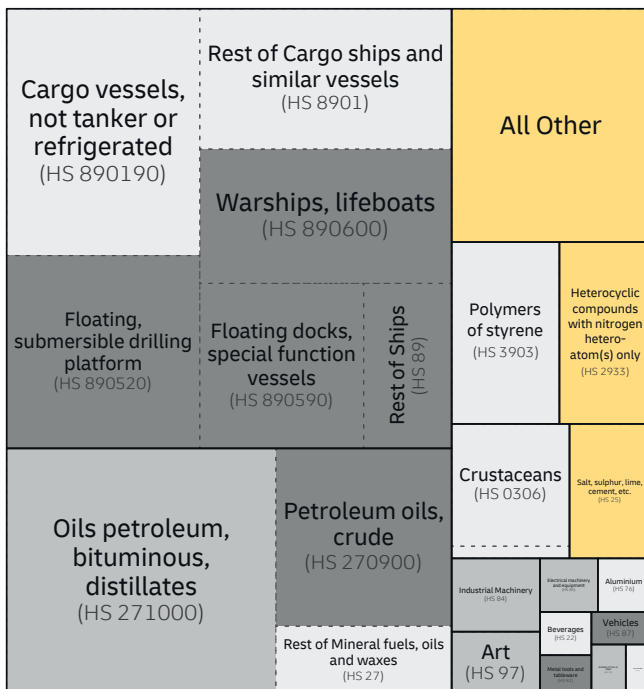 Cargo vessels,
not tanker or
refrigerated
(HS 890190)
Rest of Cargo ships and
similar vessels
(HS 8901)
Warships, lifeboats
(HS 890600)
Floating,
submersible drilling
platform
(HS 890520)
Floating docks,
special function
vessels
(HS 890590)
Rest of Ships
(HS 89)
Oils petroleum,
bituminous,
distillates
(HS 271000)
Petroleum oils,
crude
(HS 270900)
Rest of Mineral fuels, oils
and waxes
(HS 27)
All Other
Polymers
of styrene
(HS 3903)
Heterocyclic
compounds
with nitrogen
hetero-
atom(s) only
(HS 2933)
Crustaceans
(HS 0306)
Salt, sulphur, lime,
cement, etc.
(HS 25)
Industrial Machinery
(HS 84)
Electrical machinery
and equipment
Aluminium
(HS 76)
Beverages
(HS 22)
Vehicles
(HS 87)
Art
(HS 97)
Metal tools and
tableware